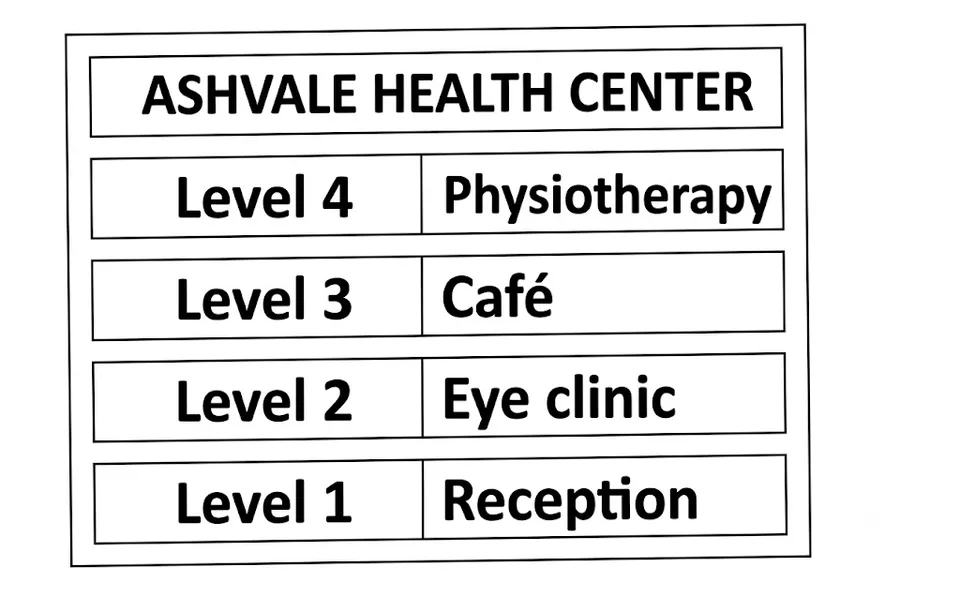 ASHVALE HEALTH CENTER
Level 4 Physiotherapy
Level 3 Café
Level 2 Eye clinic
Level 1 Reception